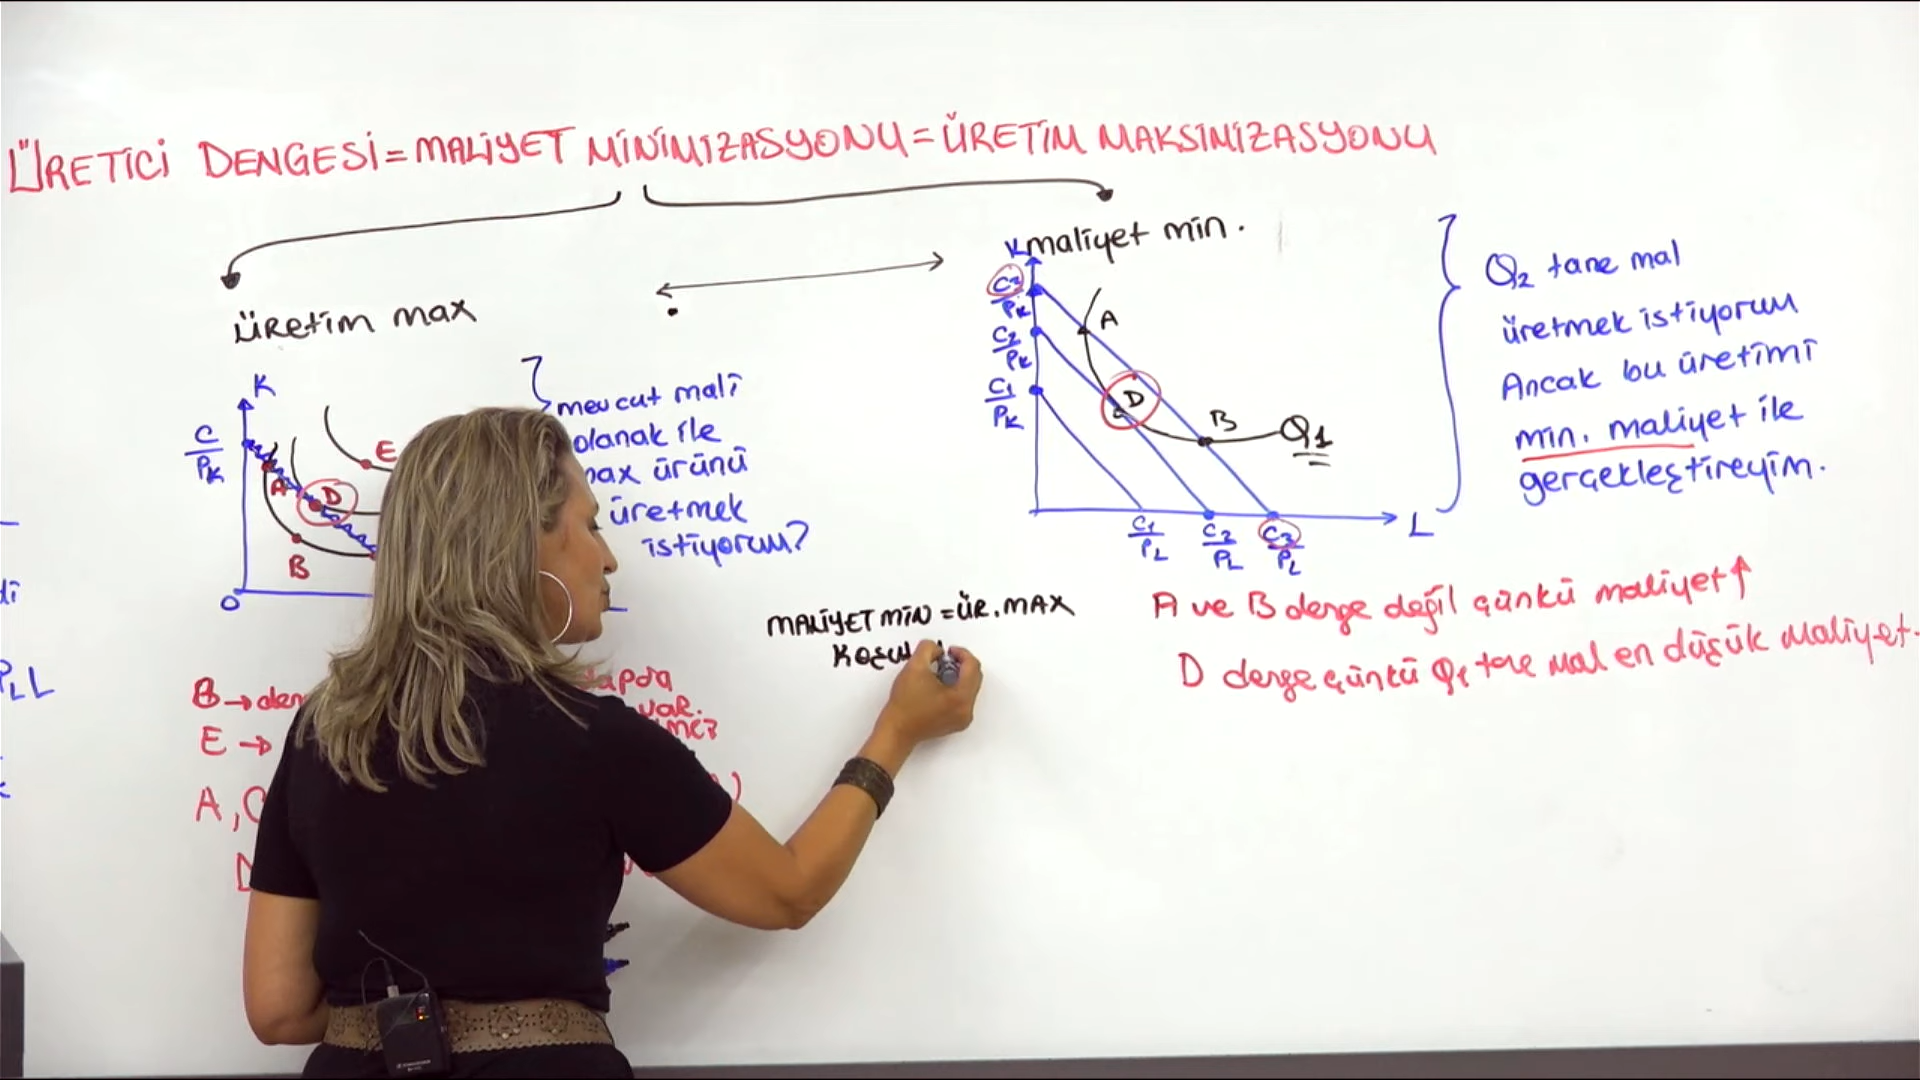 ÜRETİCİ DENGESİ = MALİYET MİNİMİZASYONU = ÜRETİM MAKSİMİZASYONU
üretim max
K
C/PK
E
A
D
B
O
mevcut mali
olanak ile
max ürünü
üretmek
istiyorum?
maliyet min.
K
C3/PK
C2/PK
C1/PK
A
D
B
Q1
C1/PL
C2/PL
C3/PL
L
Q2 tane mal
üretmek istiyorum
Ancak bu üretimi
min. maliyet ile
gerçekleştireyim.
MALİYET MİN = ÜR. MAX
A ve B denge değil çünkü maliyet↑
D denge çünkü Q1 tane mal en düşük maliyet.
B →
E →
A,
PLL